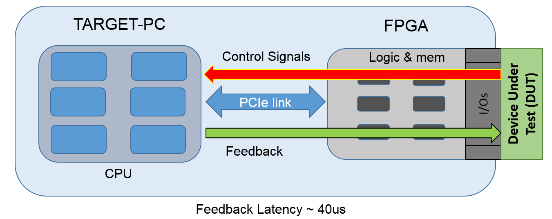 TARGET-PC
FPGA
Control Signals
Logic & mem
PCIe link
I/Os
Device Under
Test (DUT)
Feedback
CPU
Feedback Latency ~ 40us